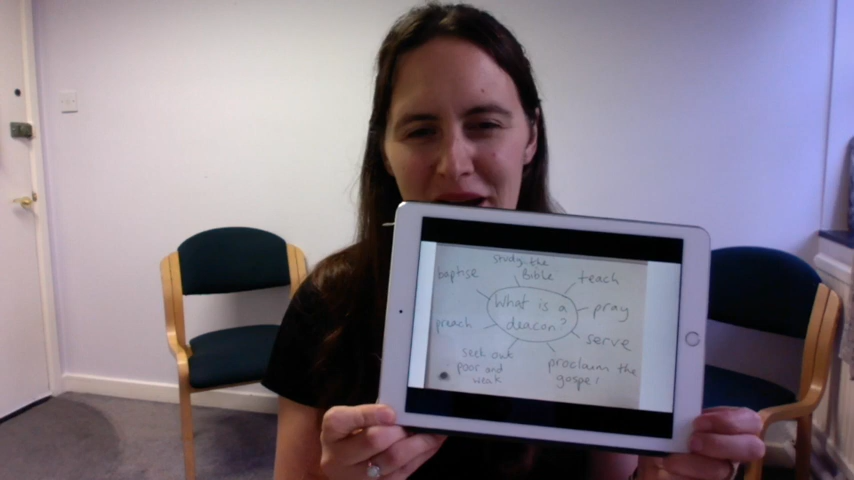 study the
Bible
baptise
teach
What is a
deacon?
pray
preach
serve
seek out
poor and
weak
proclaim the
gospel